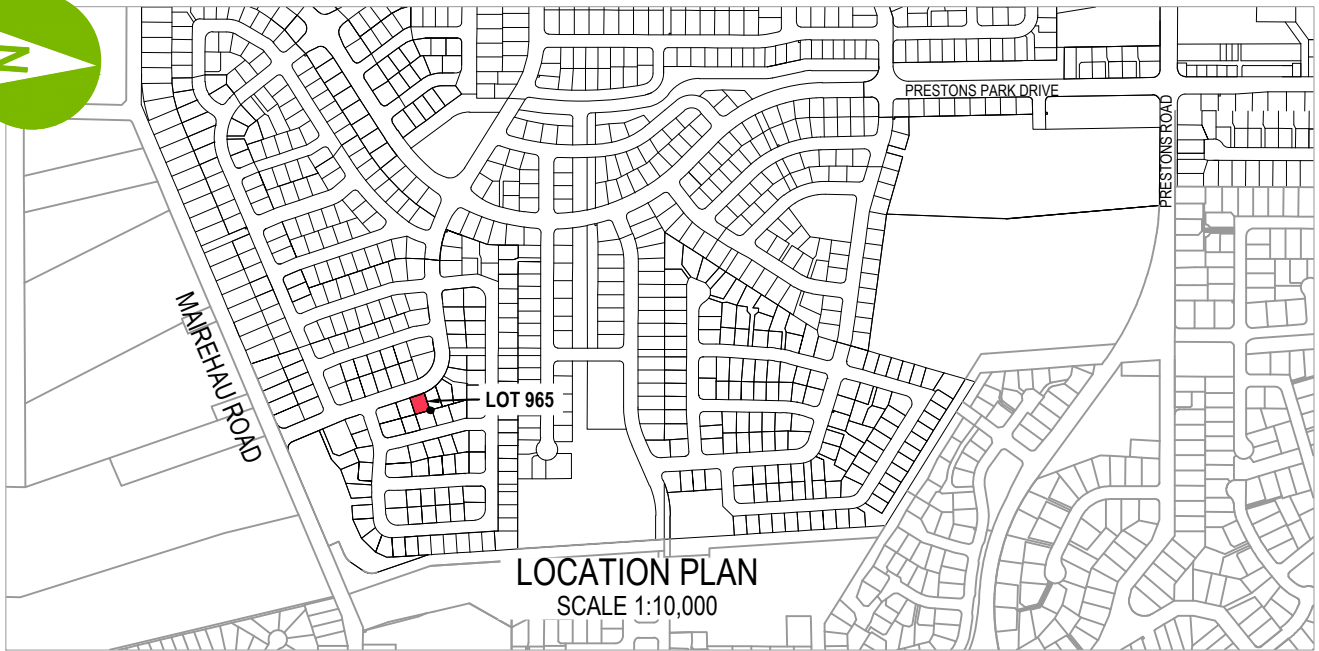 N
PRESTONS PARK DRIVE
PRESTONS ROAD
MAIREHAU ROAD
LOT 965
LOCATION PLAN
SCALE 1:10,000